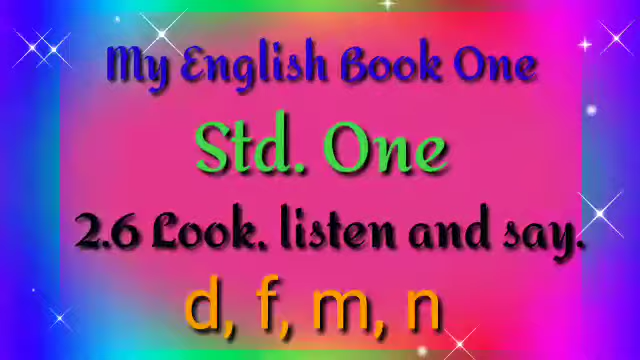 My English Book One
Std. One
2.6 Look, listen and say.
d, f, m, n